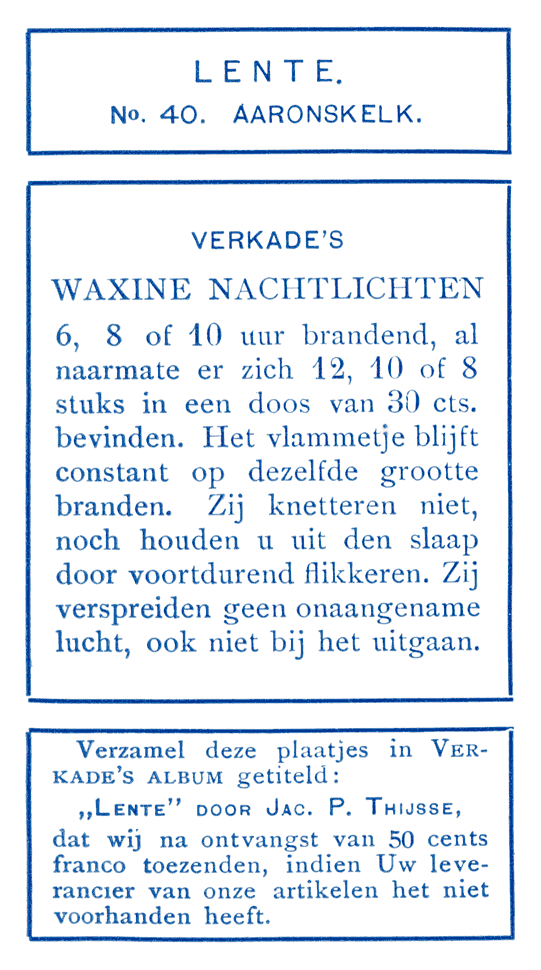 LENTE.
No. 40. AARONSKELK.
VERKADE'S
WAXINE NACHTLICHTEN
6, 8 of 10 uur brandend, al
naarmate er zich 12, 10 of 8
stuks in een doos van 30 cts.
bevinden. Het vlammetje blijft
constant op dezelfde grootte
branden. Zij knetteren niet,
noch houden u uit den slaap
door voortdurend flikkeren. Zij
verspreiden geen onaangename
lucht, ook niet bij het uitgaan.
Verzamel deze plaatjes in VER-
KADE'S ALBUM getiteld:
„LENTE" DOOR JAC. P. THIJSSE,
dat wij na ontvangst van 50 cents
franco toezenden, indien Uw leve-
rancier van onze artikelen het niet
voorhanden heeft.